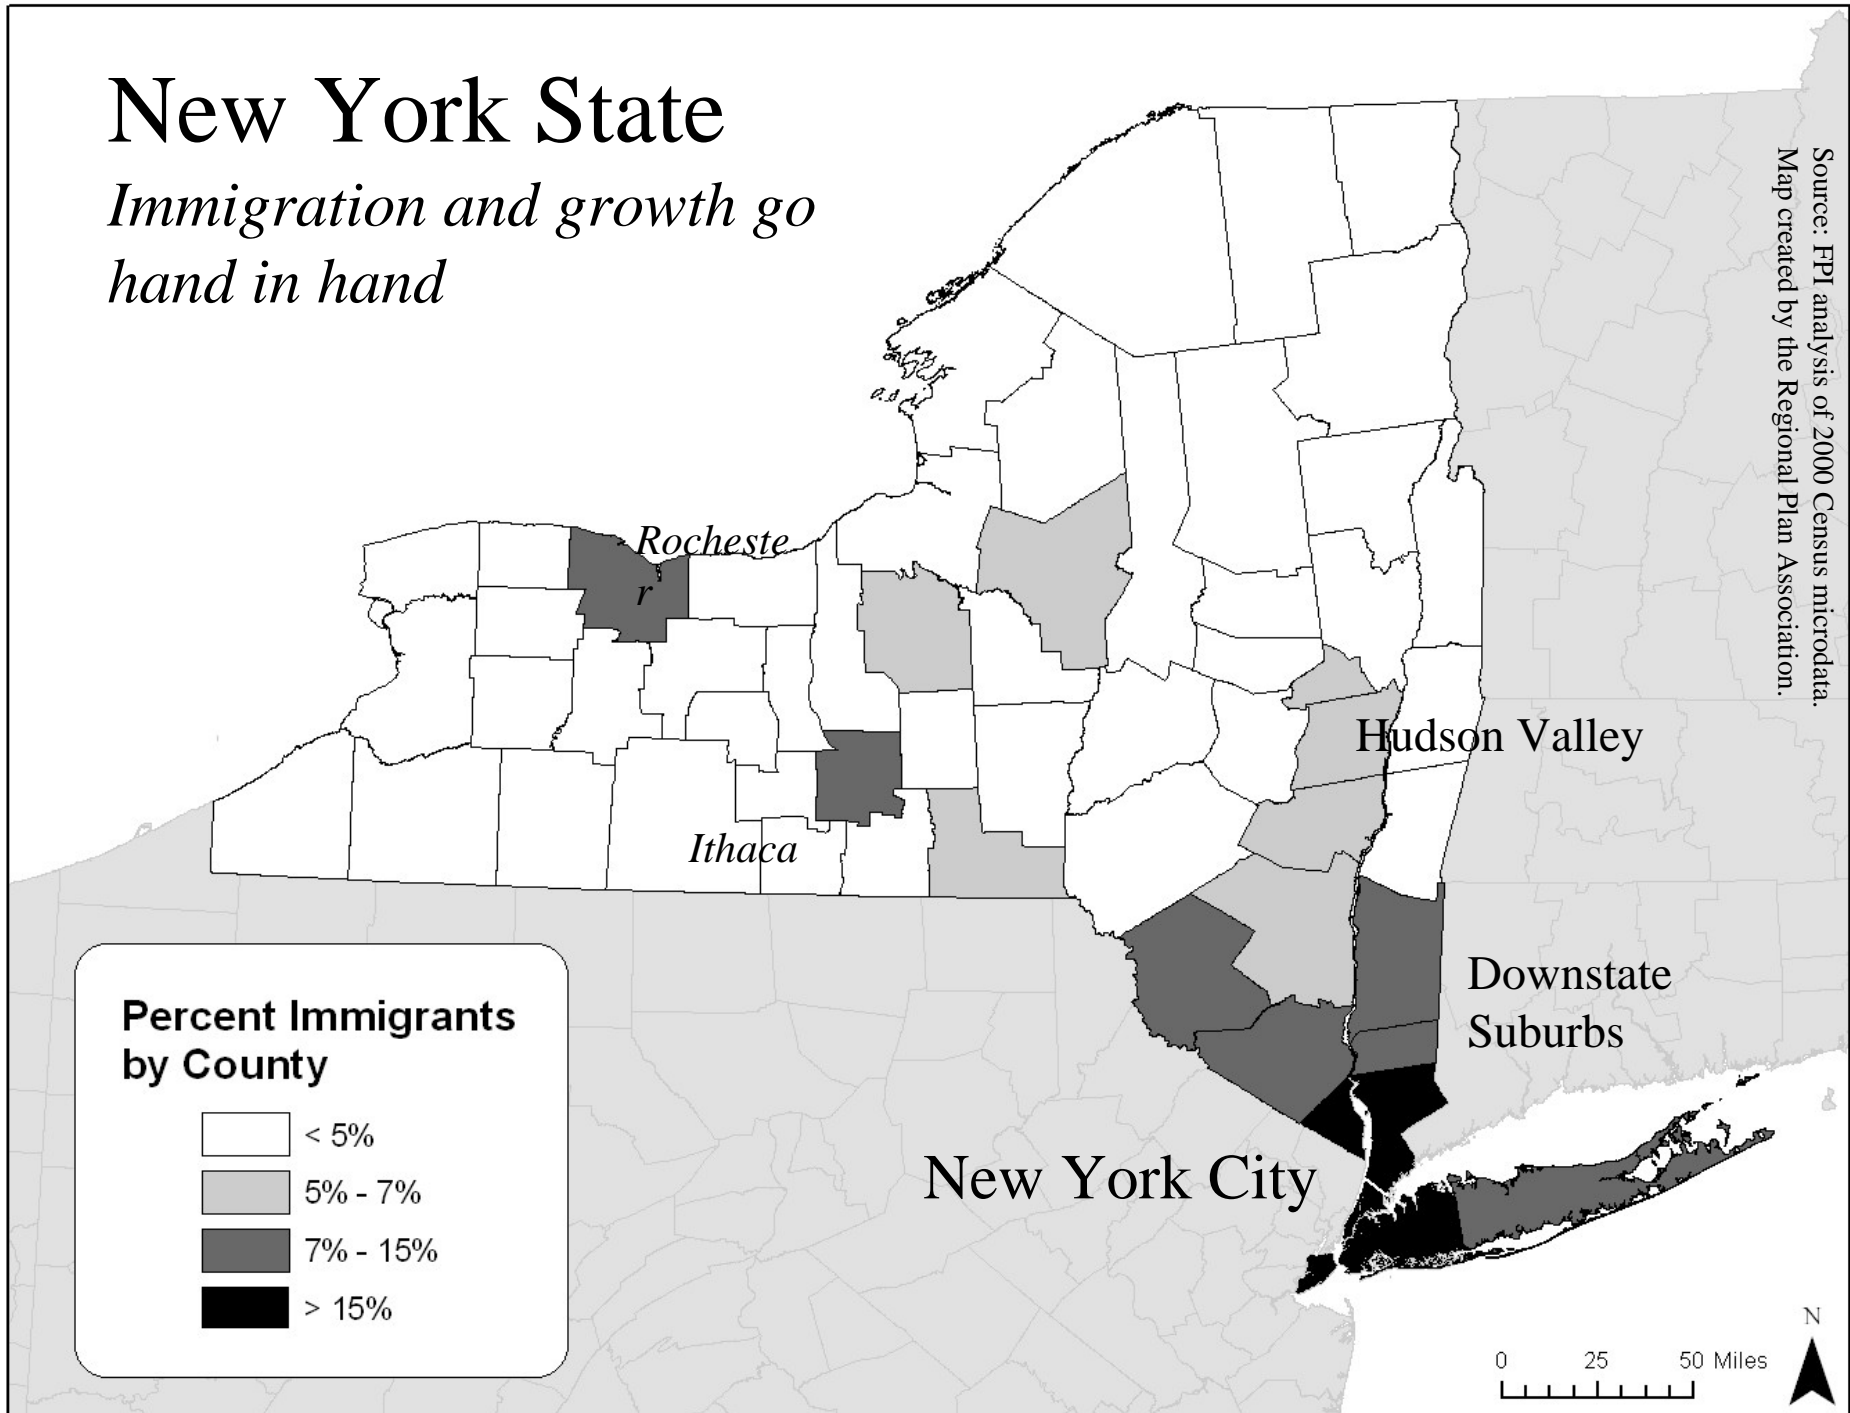 New York State
Immigration and growth go
hand in hand
Source: FPI analysis of 2000 Census microdata.
Map created by the Regional Plan Association.
Rocheste
r
Hudson Valley
Ithaca
Downstate
Suburbs
New York City
Percent Immigrants
by County
< 5%
5% - 7%
7% - 15%
> 15%
N
0 25 50 Miles